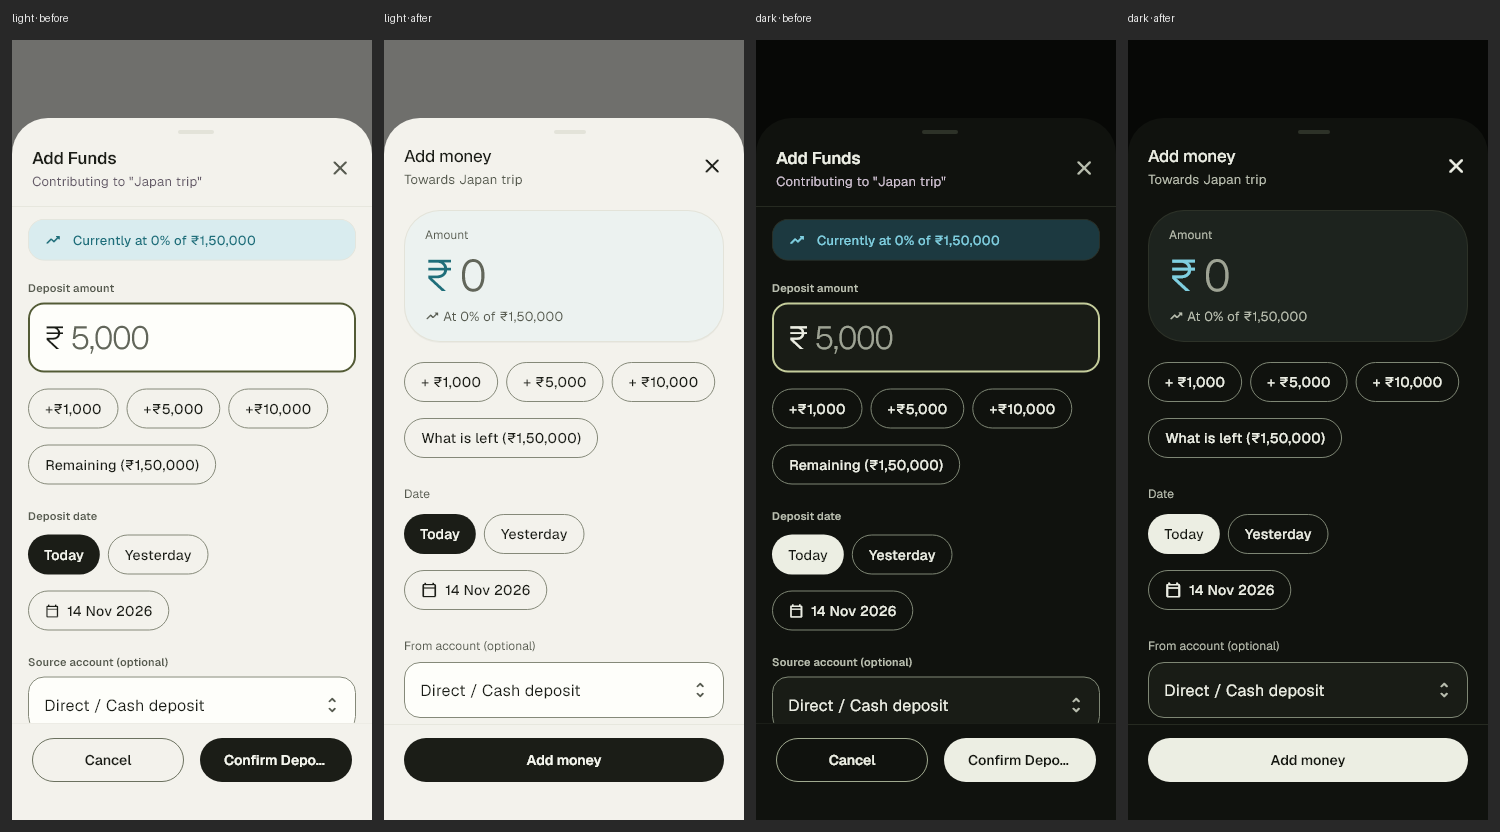 light·before
Add Funds
Contributing to "Japan trip"
Currently at 0% of ₹1,50,000
Deposit amount
₹ 5,000
+₹1,000
+₹5,000
+₹10,000
Remaining (₹1,50,000)
Deposit date
Today
Yesterday
14 Nov 2026
Source account (optional)
Direct / Cash deposit
Cancel
Confirm Depo...
light·after
Add money
Towards Japan trip
Amount
₹ 0
At 0% of ₹1,50,000
+ ₹1,000
+ ₹5,000
+ ₹10,000
What is left (₹1,50,000)
Date
Today
Yesterday
14 Nov 2026
From account (optional)
Direct / Cash deposit
Add money
dark·before
Add Funds
Contributing to "Japan trip"
Currently at 0% of ₹1,50,000
Deposit amount
₹ 5,000
+₹1,000
+₹5,000
+₹10,000
Remaining (₹1,50,000)
Deposit date
Today
Yesterday
14 Nov 2026
Source account (optional)
Direct / Cash deposit
Cancel
Confirm Depo...
dark·after
Add money
Towards Japan trip
Amount
₹ 0
At 0% of ₹1,50,000
+ ₹1,000
+ ₹5,000
+ ₹10,000
What is left (₹1,50,000)
Date
Today
Yesterday
14 Nov 2026
From account (optional)
Direct / Cash deposit
Add money